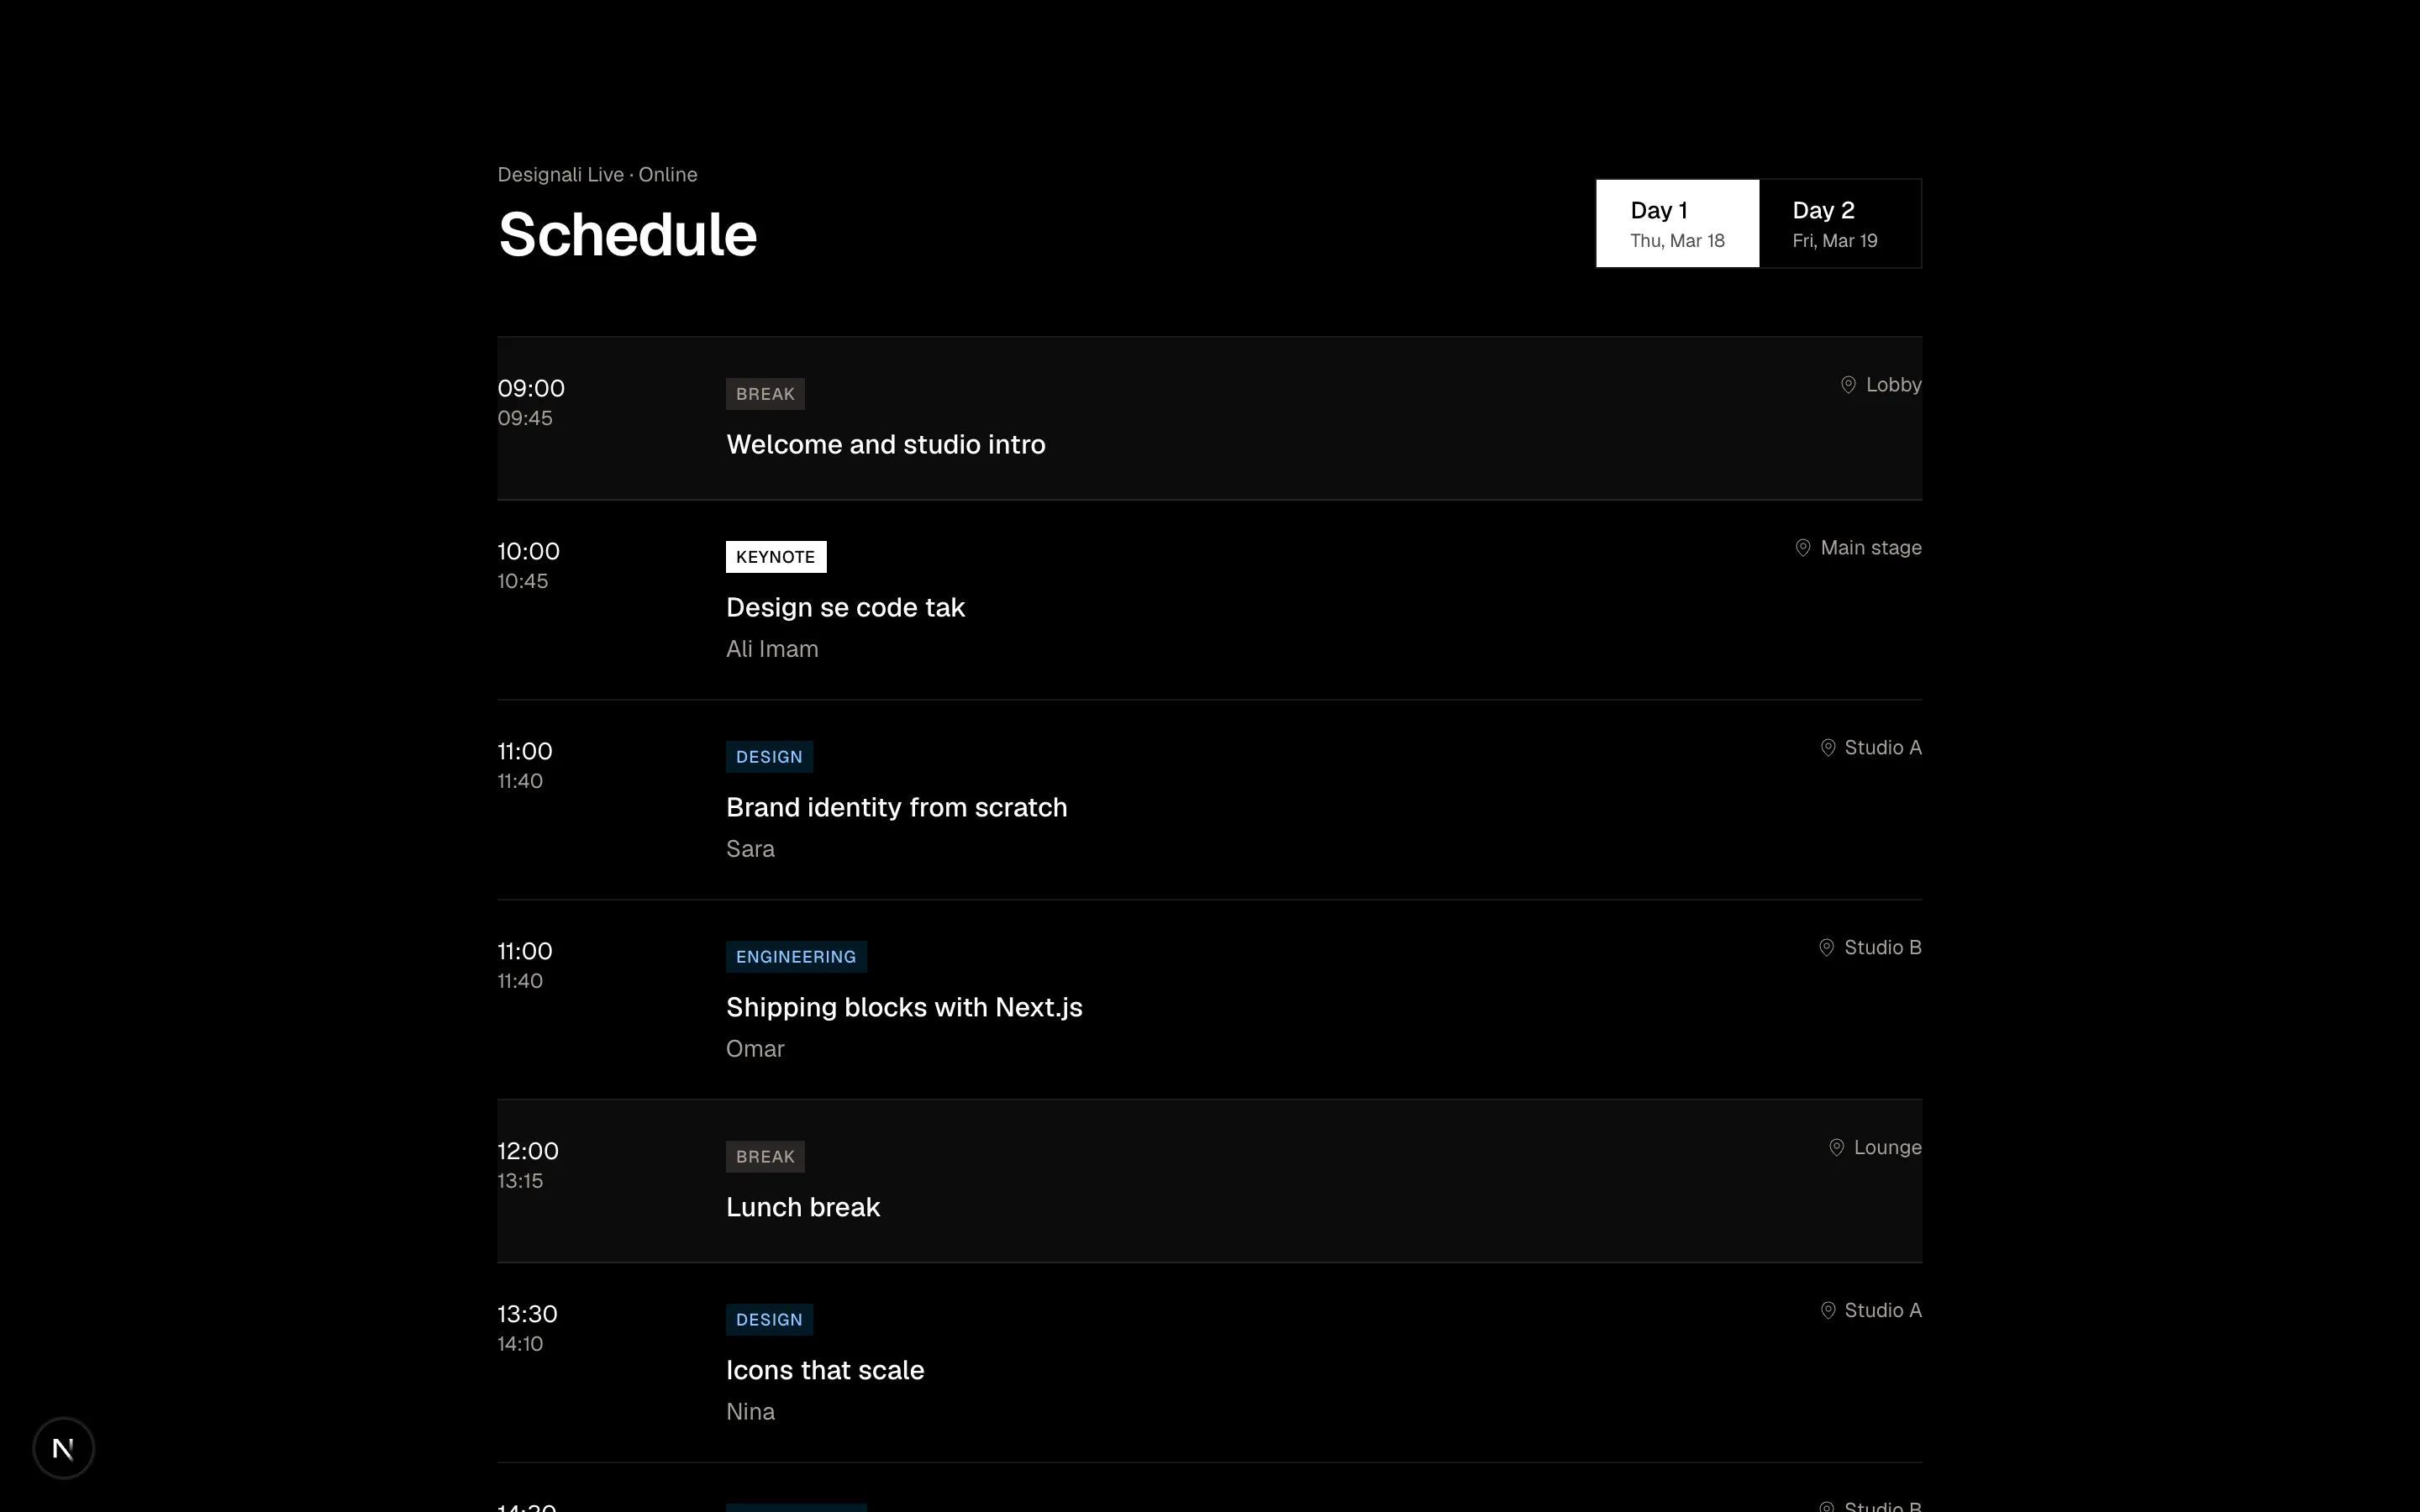 Designali Live · Online
Schedule
Day 1
Thu, Mar 18
Day 2
Fri, Mar 19
09:00
09:45
BREAK
Welcome and studio intro
Lobby
10:00
10:45
KEYNOTE
Design se code tak
Ali Imam
Main stage
11:00
11:40
DESIGN
Brand identity from scratch
Sara
Studio A
11:00
11:40
ENGINEERING
Shipping blocks with Next.js
Omar
Studio B
12:00
13:15
BREAK
Lunch break
Lounge
13:30
14:10
DESIGN
Icons that scale
Nina
Studio A
14:30
Studio B
N